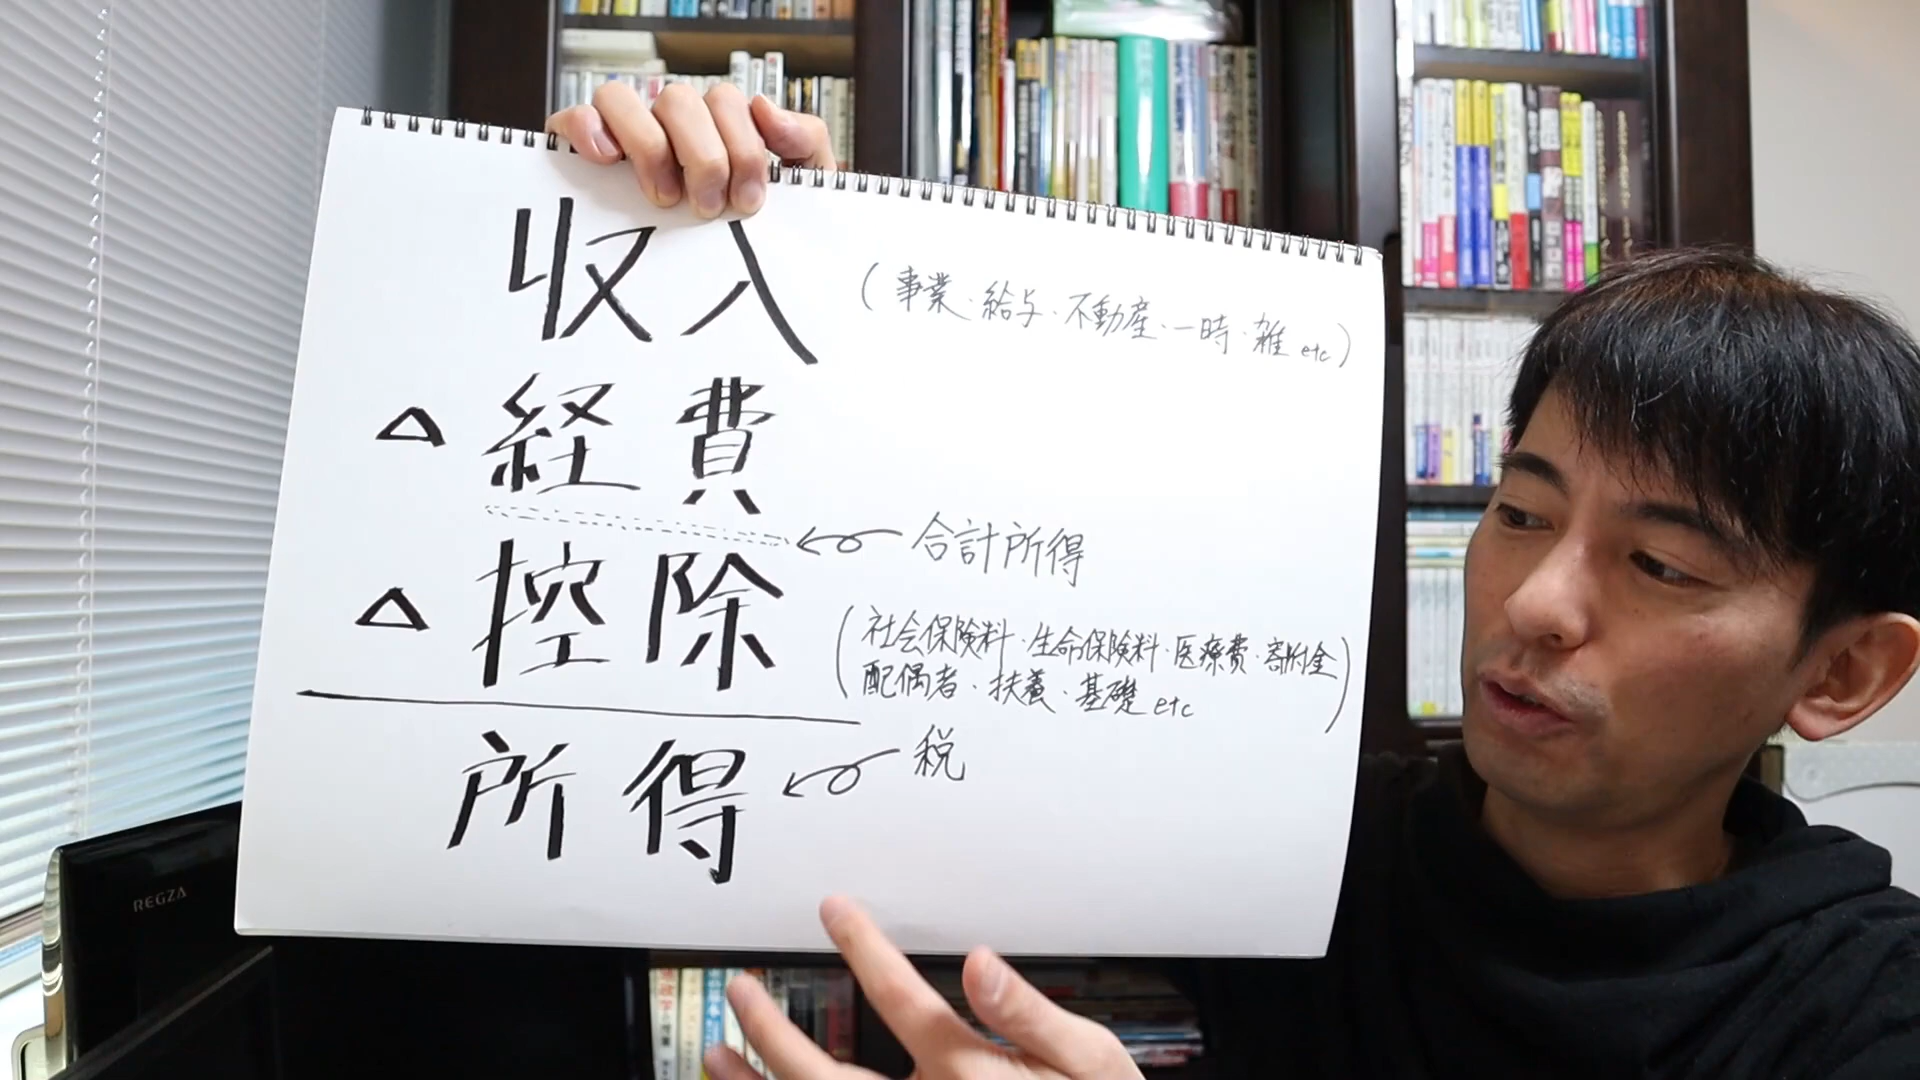 収入
(事業・給与・不動産・一時・雑 etc)
△ 経費
合計所得
△ 控除
(社会保険料・生命保険料・医療費・寄附金
配偶者・扶養・基礎 etc)
所得
税
REGZA